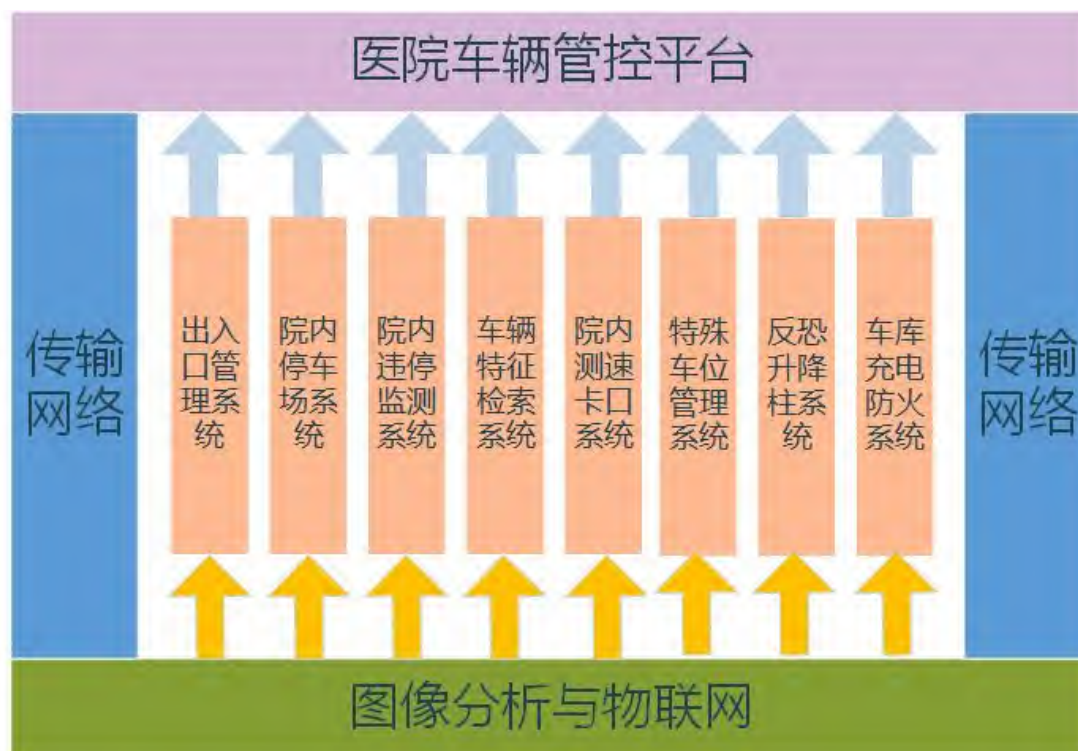 医院车辆管控平台
传输
网络
出入
口管
理系
统
院内
停车
场系
统
院内
违停
监测
系统
车辆
特征
检索
系统
院内
测速
卡口
系统
特殊
车位
管理
系统
反恐
升降
柱系
统
车库
充电
防火
系统
传输
网络
图像分析与物联网